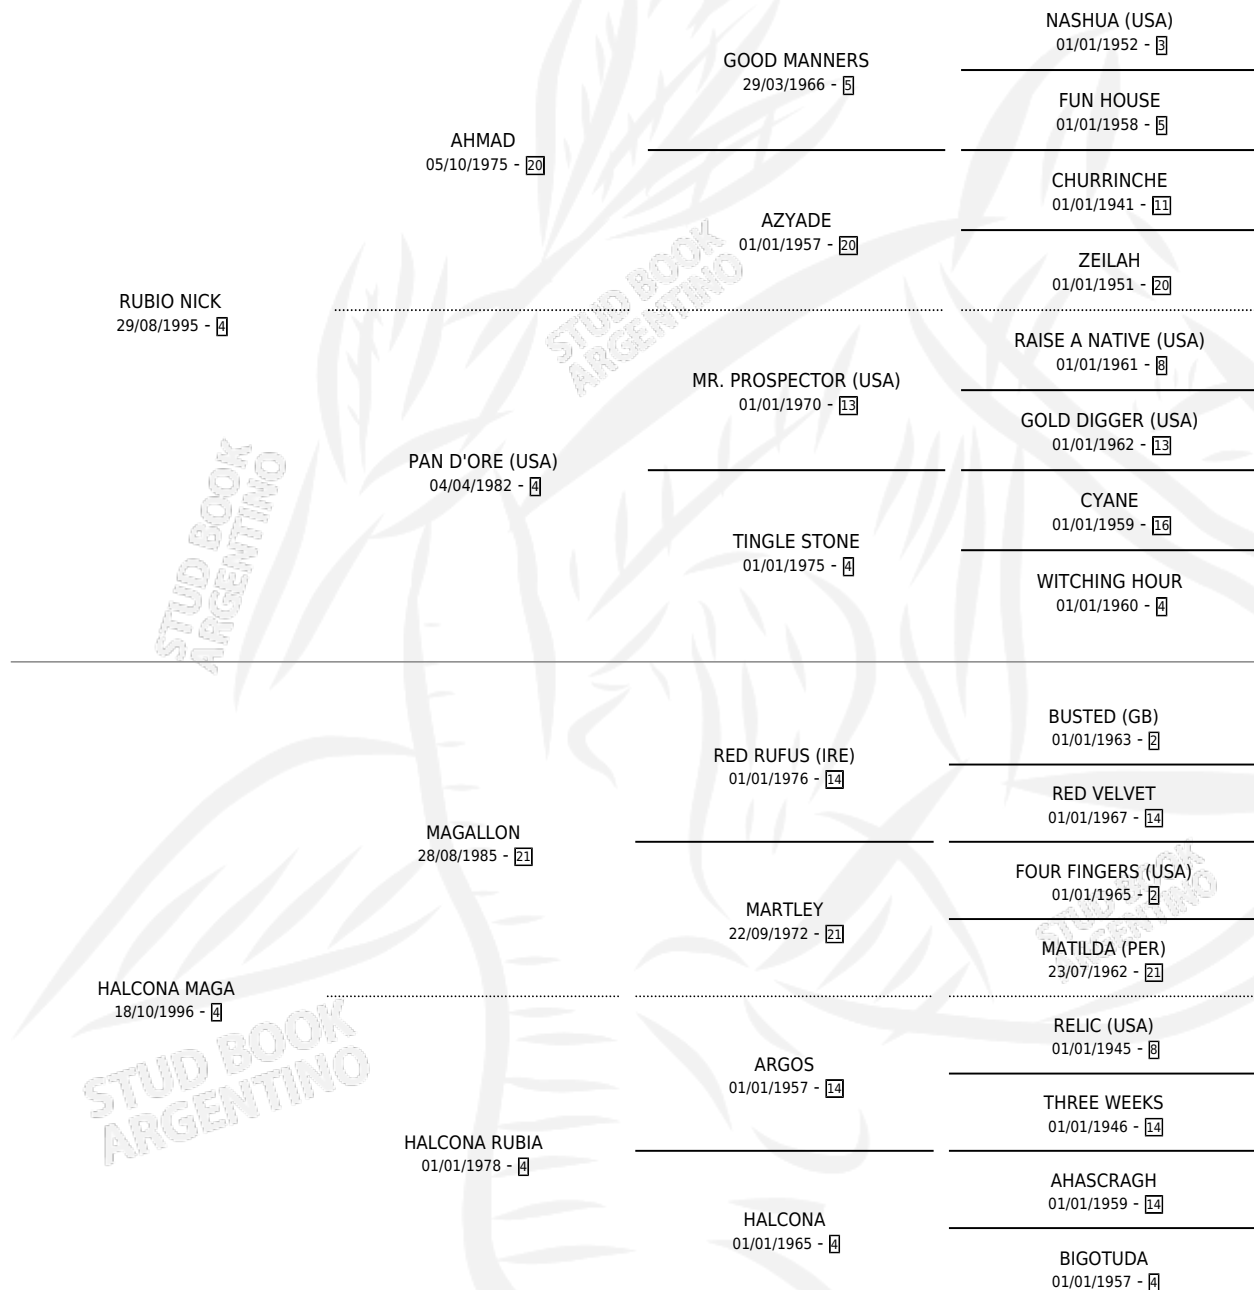 NASHUA (USA)
01/01/1952 - 3
GOOD MANNERS
29/03/1966 - 5
FUN HOUSE
01/01/1958 - 5
AHMAD
05/10/1975 - 20
CHURRINCHE
01/01/1941 - 11
AZYADE
01/01/1957 - 20
ZEILAH
01/01/1951 - 20
RUBIO NICK
29/08/1995 - 4
STUD BOOK
ARGENTINO
RAISE A NATIVE (USA)
01/01/1961 - 8
MR. PROSPECTOR (USA)
01/01/1970 - 13
GOLD DIGGER (USA)
01/01/1962 - 13
PAN D'ORE (USA)
04/04/1982 - 4
CYANE
01/01/1959 - 16
TINGLE STONE
01/01/1975 - 4
WITCHING HOUR
01/01/1960 - 4
STUD BOOK
ARGENTINO
BUSTED (GB)
01/01/1963 - 2
RED RUFUS (IRE)
01/01/1976 - 14
RED VELVET
01/01/1967 - 14
MAGALLON
28/08/1985 - 21
FOUR FINGERS (USA)
01/01/1965 - 2
MARTLEY
22/09/1972 - 21
MATILDA (PER)
23/07/1962 - 21
STUD BOOK
ARGENTINO
HALCONA MAGA
18/10/1996 - 4
RELIC (USA)
01/01/1945 - 8
ARGOS
01/01/1957 - 14
THREE WEEKS
01/01/1946 - 14
STUD BOOK
ARGENTINO
HALCONA RUBIA
01/01/1978 - 4
AHASCRAGH
01/01/1959 - 14
HALCONA
01/01/1965 - 4
BIGOTUDA
01/01/1957 - 4